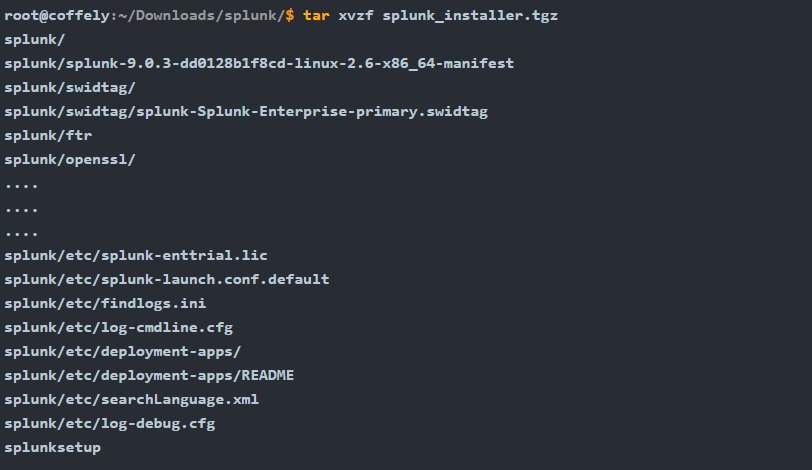 root@coffely:~/Downloads/splunk/$ tar xvzf splunk_installer.tgz
splunk/
splunk/splunk-9.0.3-dd0128b1f8cd-linux-2.6-x86_64-manifest
splunk/swidtag/
splunk/swidtag/splunk-Splunk-Enterprise-primary.swidtag
splunk/ftr
splunk/openssl/
....
....
....
splunk/etc/splunk-enttrial.lic
splunk/etc/splunk-launch.conf.default
splunk/etc/findlogs.ini
splunk/etc/log-cmdline.cfg
splunk/etc/deployment-apps/
splunk/etc/deployment-apps/README
splunk/etc/searchLanguage.xml
splunk/etc/log-debug.cfg
splunksetup